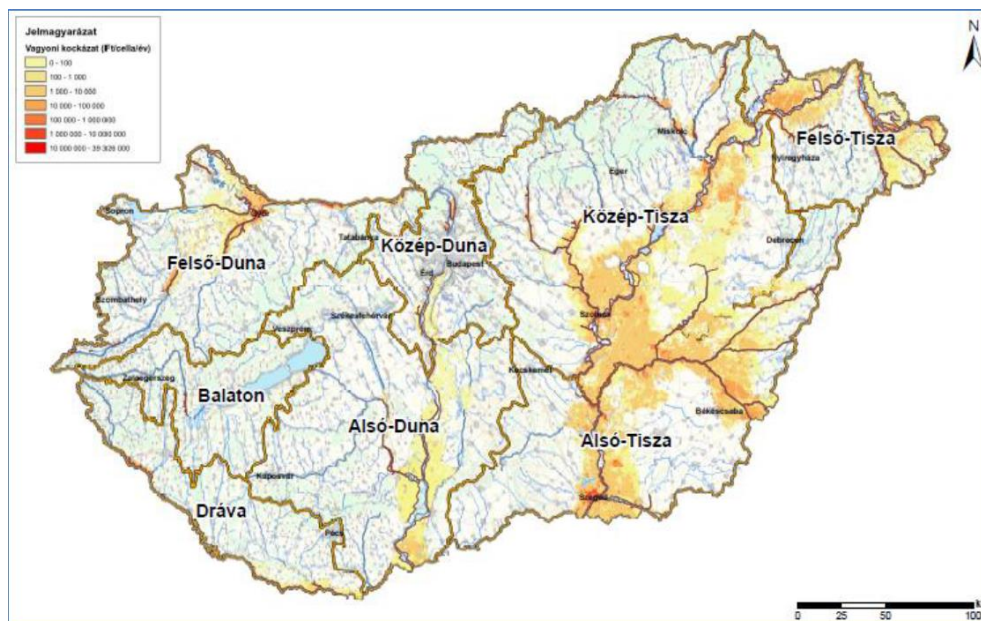 Jelmagyarázat
Vagyoni kockázat (Ft/cella/év)
0 - 100
100 - 1 000
1 000 - 10 000
10 000 - 100 000
100 000 - 1 000 000
1 000 000 - 10 000 000
N
Miskolc
Felső-Tisza
Nyíregyháza
Eger
Sopron
Győr
Közép-Tisza
Tatabánya
Közép-Duna
Debrecen
Felső-Duna
Budapest
Érd
Szombathely
Szolnok
Székesfehérvár
Veszprém
Kecskemét
Zalaegerszeg
Balaton
Békéscsaba
Alsó-Duna
Alsó-Tisza
Kaposvár
Szeged
Dráva
Pécs
0 25 50 100